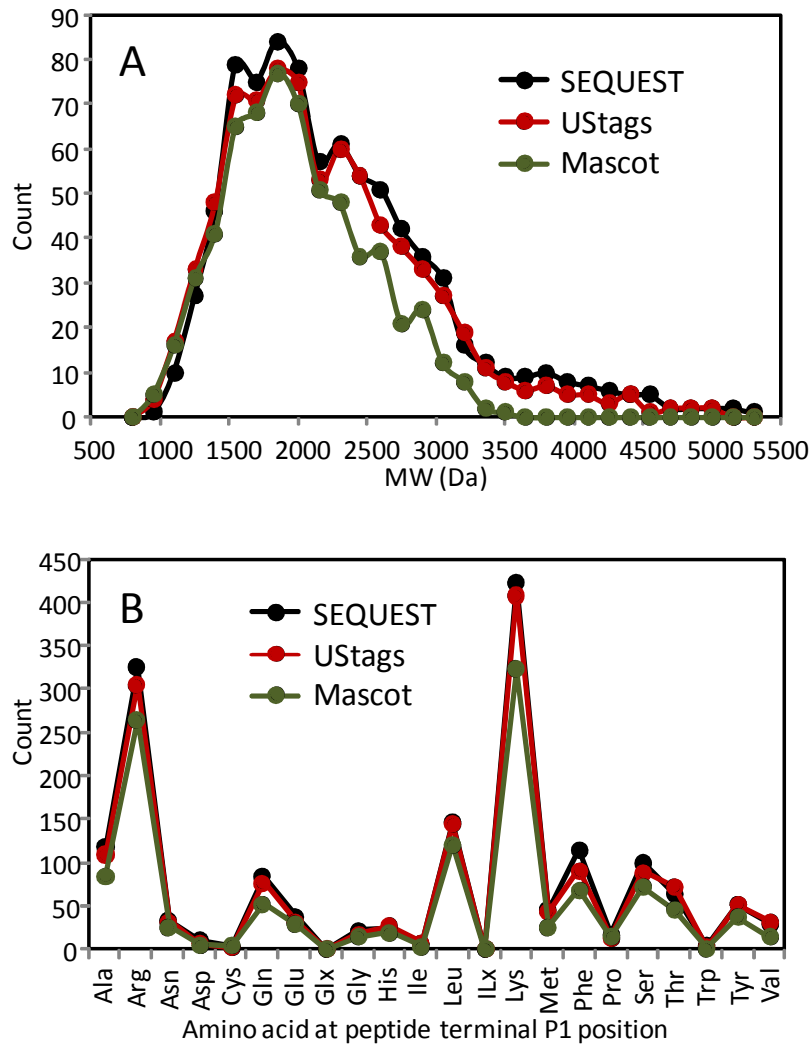 A
90
80
70
60
50
40
30
20
10
0
Count
SEQUEST
UStags
Mascot
500 1000 1500 2000 2500 3000 3500 4000 4500 5000 5500
MW (Da)
B
450
400
350
300
250
200
150
100
50
0
Count
SEQUEST
UStags
Mascot
Ala Arg Asn Asp Cys Gln Glu Glx Gly His Ile Leu ILx Lys Met Phe Pro Ser Thr Trp Tyr Val
Amino acid at peptide terminal P1 position